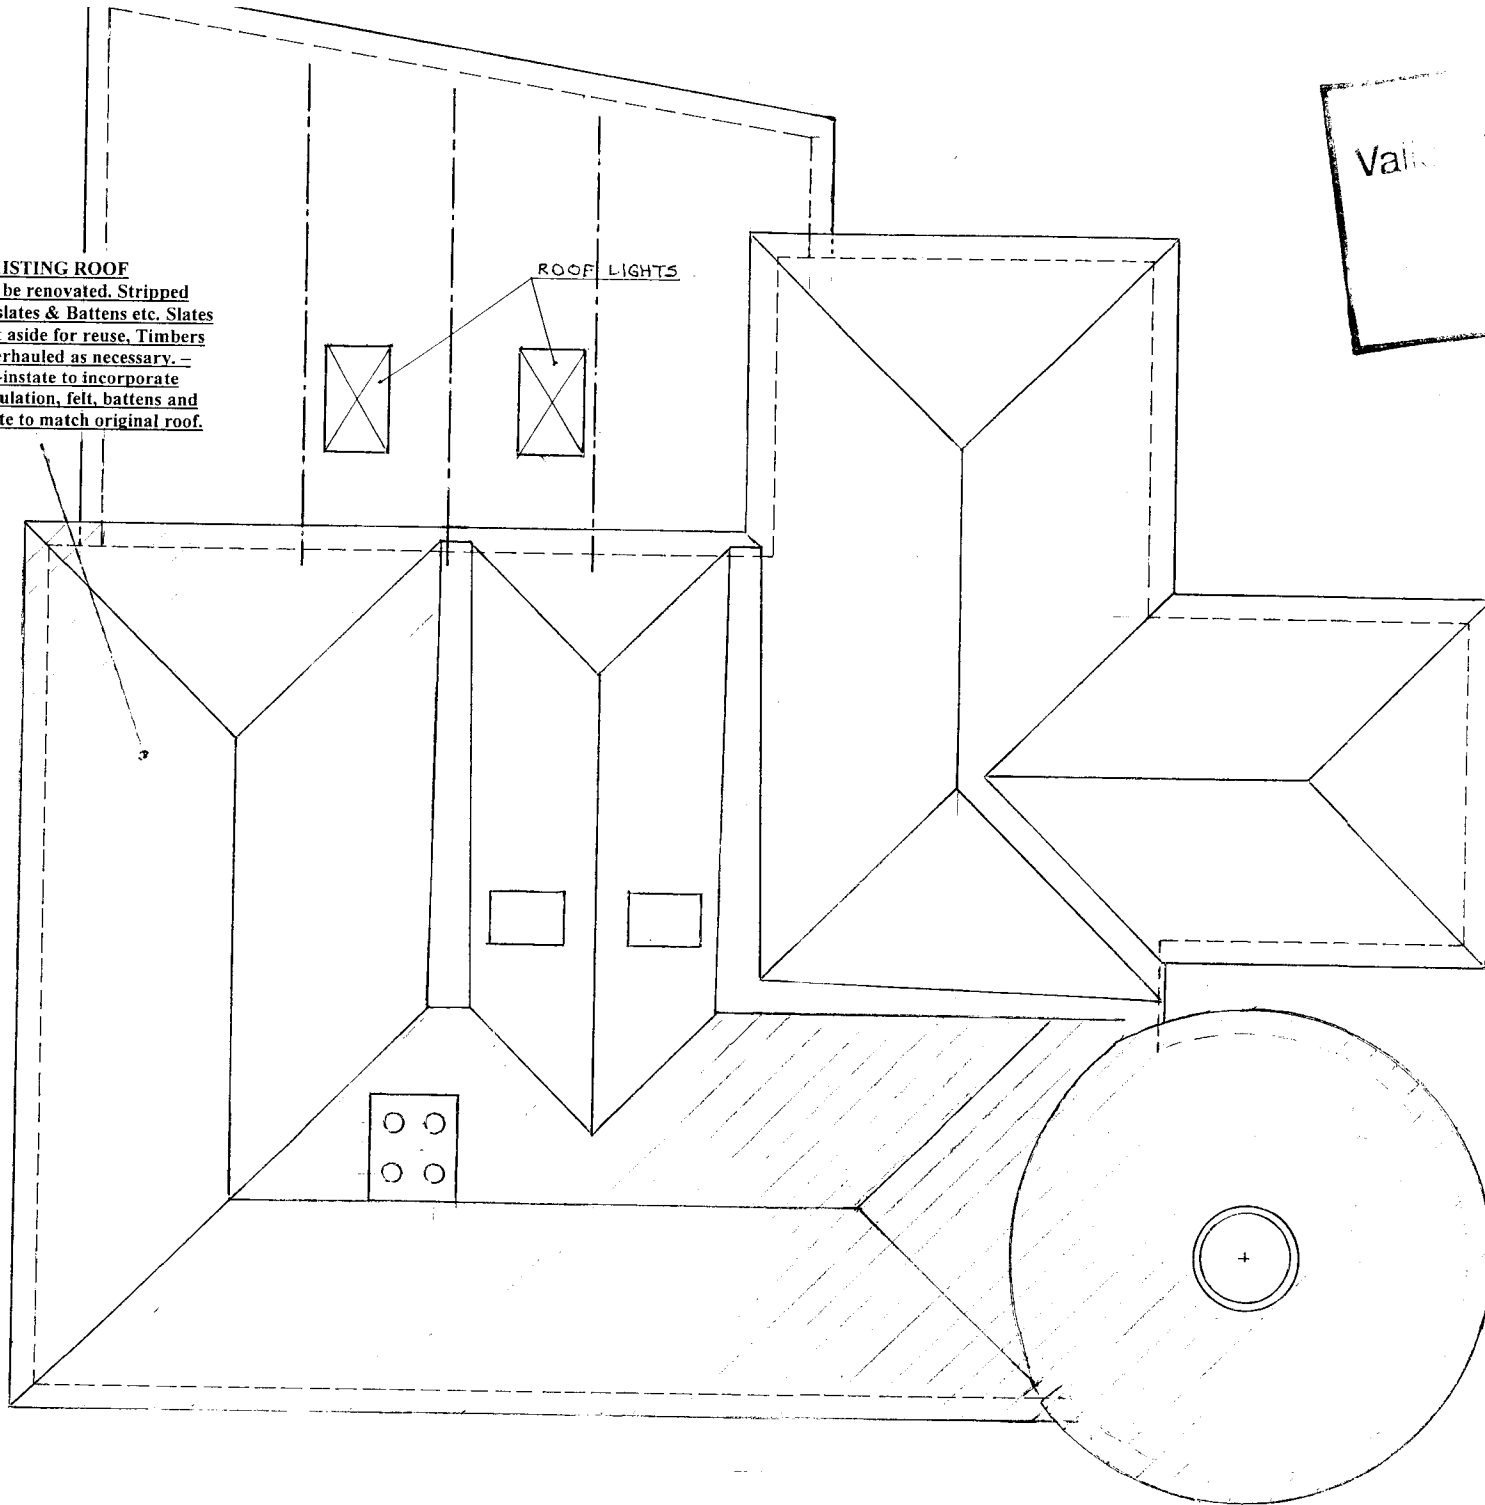 ISTING ROOF
be renovated. Stripped
slates & Battens etc. Slates
t aside for reuse, Timbers
erhauled as necessary. –
-instate to incorporate
ulation, felt, battens and
te to match original roof.
ROOF LIGHTS